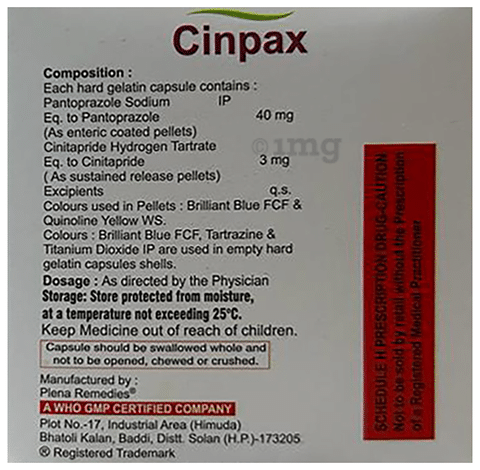 Cinpax
Composition :
Each hard gelatin capsule contains :
Pantoprazole Sodium IP
Eq. to Pantoprazole 40 mg
(As enteric coated pellets)
Cinitapride Hydrogen Tartrate
Eq. to Cinitapride 3 mg
( As sustained release pellets)
Excipients q.s.
Colours used in Pellets : Brilliant Blue FCF &
Quinoline Yellow WS.
Colours : Brilliant Blue FCF, Tartrazine &
Titanium Dioxide IP are used in empty hard
gelatin capsules shells.
Dosage : As directed by the Physician
Storage: Store protected from moisture,
at a temperature not exceeding 25°C.
Keep Medicine out of reach of children.
Capsule should be swallowed whole and
not to be opened, chewed or crushed.
Manufactured by :
Plena Remedies®
A WHO GMP CERTIFIED COMPANY
Plot No.-17, Industrial Area (Himuda)
Bhatoli Kalan, Baddi, Distt. Solan (H.P.)-173205
® Registered Trademark
SCHEDULE H PRESCRIPTION DRUG-CAUTION
Not to be sold by retail without the Prescription
of a Registered Medical Practitioner
©1mg